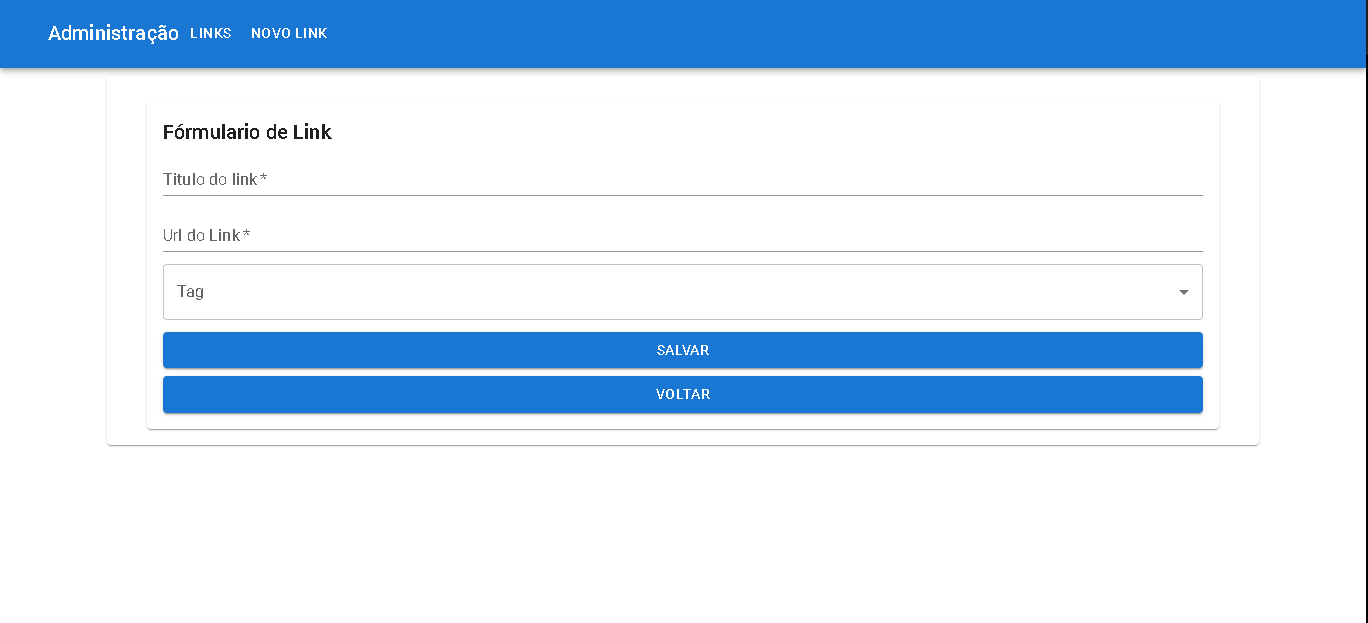 Administração LINKS NOVO LINK
Fórmulario de Link
Titulo do link *
Url do Link *
Tag
SALVAR
VOLTAR